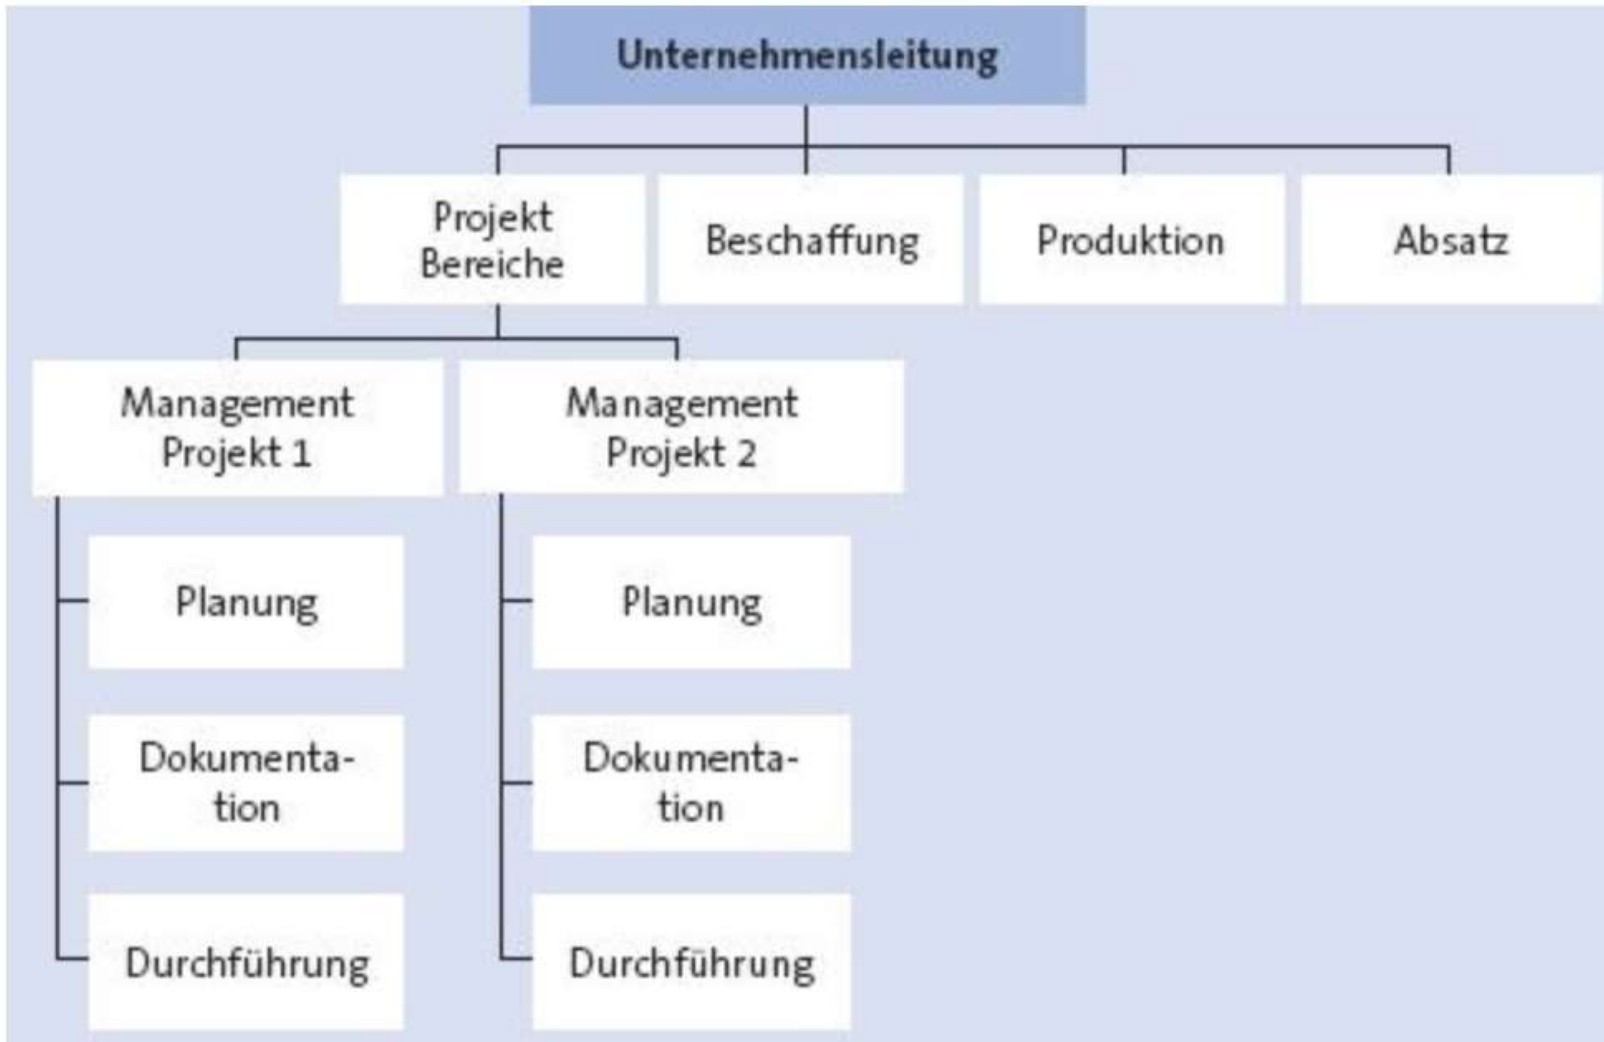 Unternehmensleitung
Projekt
Bereiche
Beschaffung
Produktion
Absatz
Management
Projekt 1
Management
Projekt 2
Planung
Planung
Dokumenta-
tion
Dokumenta-
tion
Durchführung
Durchführung